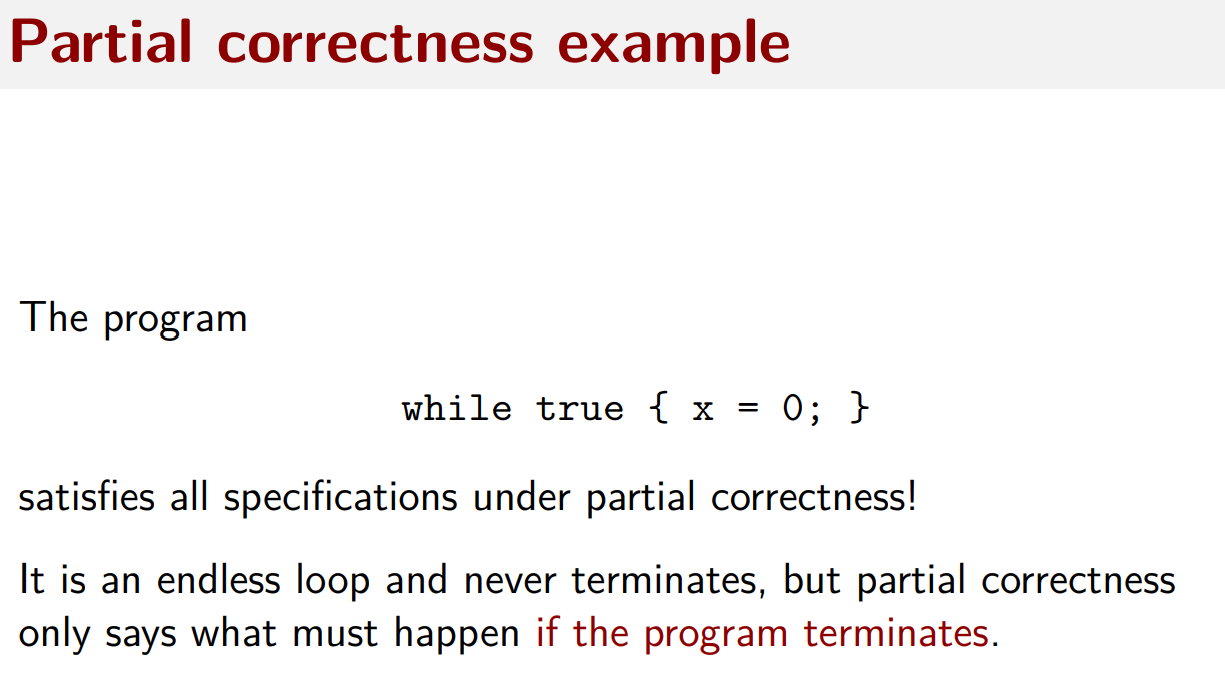 Partial correctness example
The program
while true { x = 0; }
satisfies all specifications under partial correctness!
It is an endless loop and never terminates, but partial correctness
only says what must happen if the program terminates.